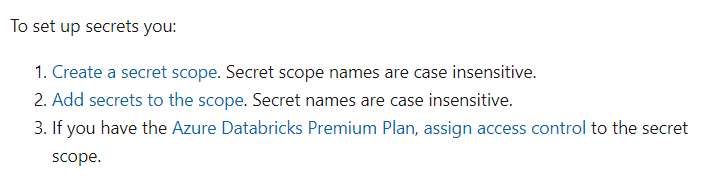 To set up secrets you:
1. Create a secret scope. Secret scope names are case insensitive.
2. Add secrets to the scope. Secret names are case insensitive.
3. If you have the Azure Databricks Premium Plan, assign access control to the secret
scope.